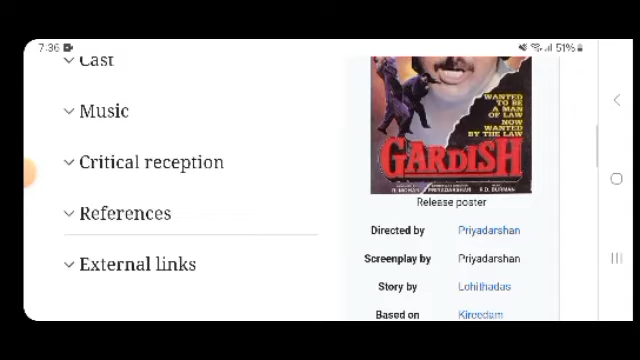 7:36
51%
Cast
Music
Critical reception
References
External links
WANTED
TO BE
A MAN
OF LAW
NOW
WANTED
BY THE LAW
GARDISH
PRIYADARSHAN
R.D. BURMAN
Release poster
Directed by Priyadarshan
Screenplay by Priyadarshan
Story by Lohithadas
Based on Kireedam